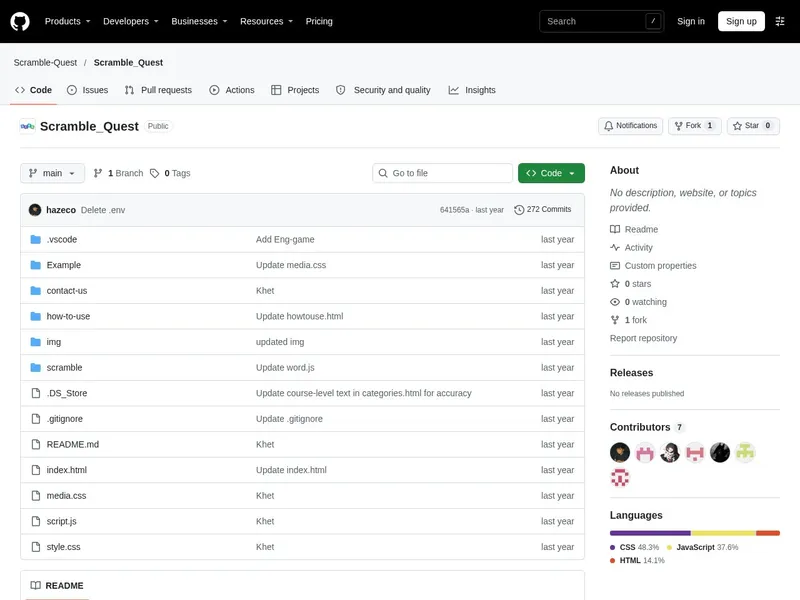 Products Developers Businesses Resources Pricing Search / Sign in Sign up
Scramble-Quest / Scramble_Quest
Code Issues Pull requests Actions Projects Security and quality Insights
Scramble_Quest Public Notifications Fork 1 Star 0
main 1 Branch 0 Tags Go to file Code
hazeco Delete .env 641565a · last year 272 Commits
.vscode Add Eng-game last year
Example Update media.css last year
contact-us Khet last year
how-to-use Update howtouse.html last year
img updated img last year
scramble Update word.js last year
.DS_Store Update course-level text in categories.html for accuracy last year
.gitignore Update .gitignore last year
README.md Khet last year
index.html Update index.html last year
media.css Khet last year
script.js Khet last year
style.css Khet last year
README
About
No description, website, or topics
provided.
Readme
Activity
Custom properties
0 stars
0 watching
1 fork
Report repository
Releases
No releases published
Contributors 7
Languages
CSS 48.3% JavaScript 37.6%
HTML 14.1%